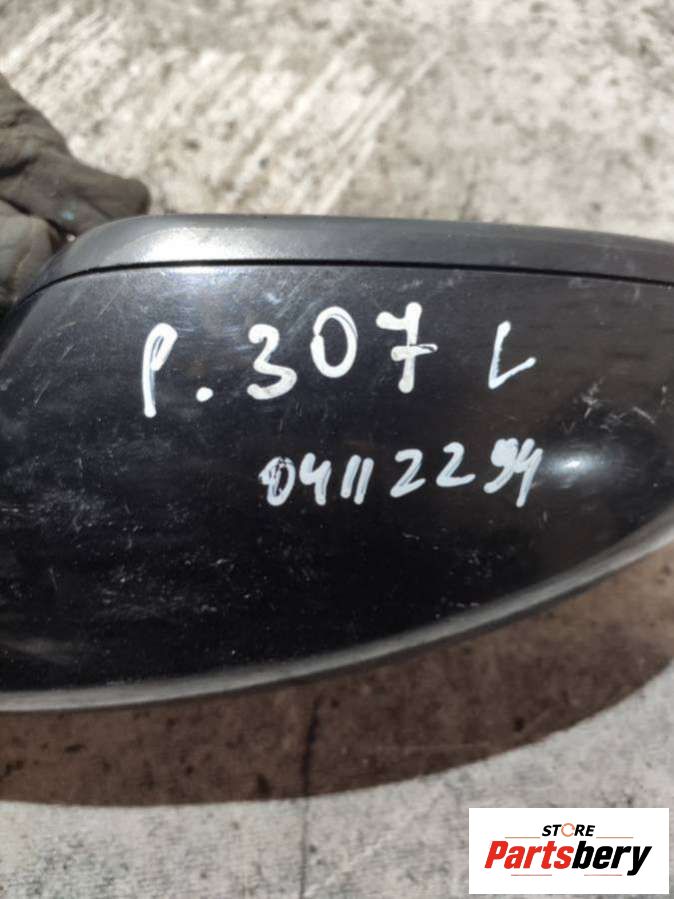 P. 307 L
04112294
STORE
Partsbery